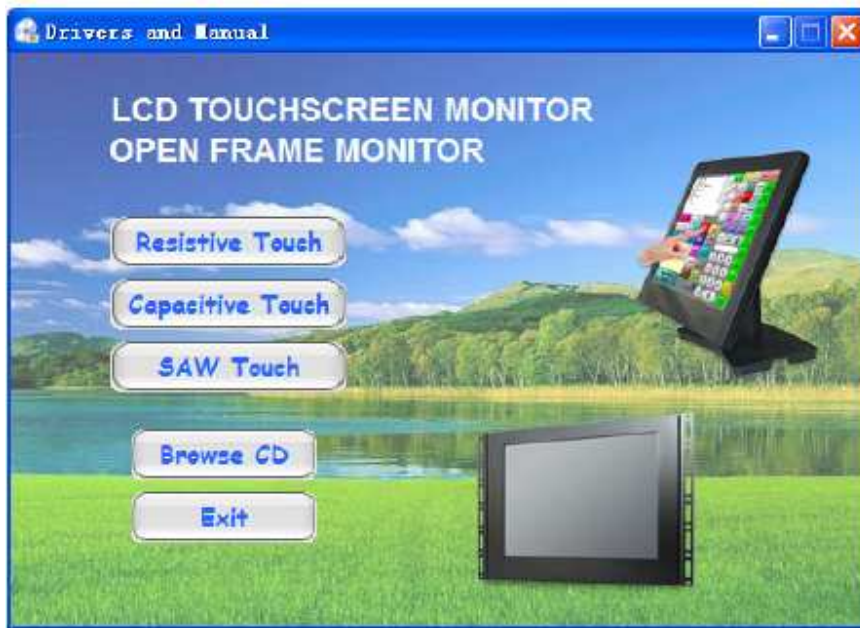 Drivers and Manual
LCD TOUCHSCREEN MONITOR
OPEN FRAME MONITOR
Resistive Touch
Capacitive Touch
SAW Touch
Browse CD
Exit